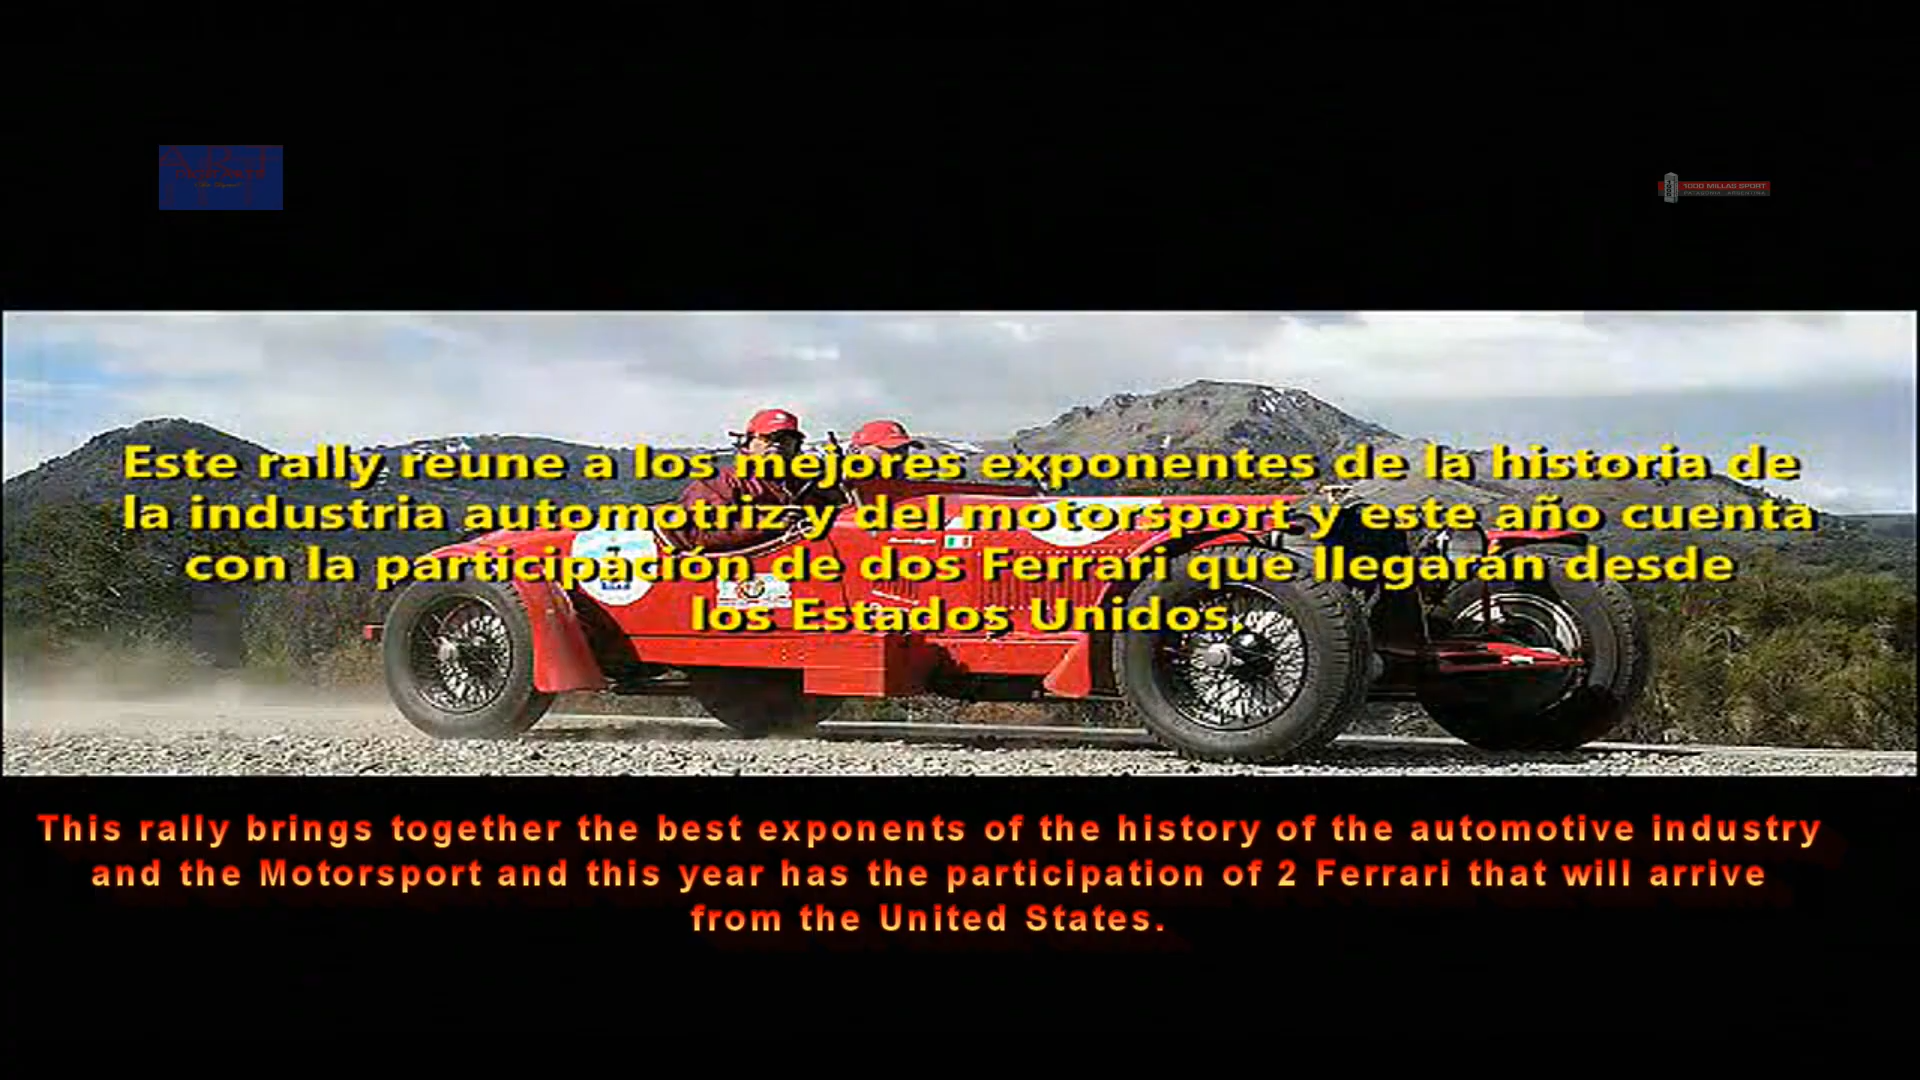 1000 MILLAS SPORT
PATAGONIA - ARGENTINA
Este rally reune a los mejores exponentes de la historia de
la industria automotriz y del motorsport y este año cuenta
con la participación de dos Ferrari que llegarán desde
los Estados Unidos.
This rally brings together the best exponents of the history of the automotive industry
and the Motorsport and this year has the participation of 2 Ferrari that will arrive
from the United States.